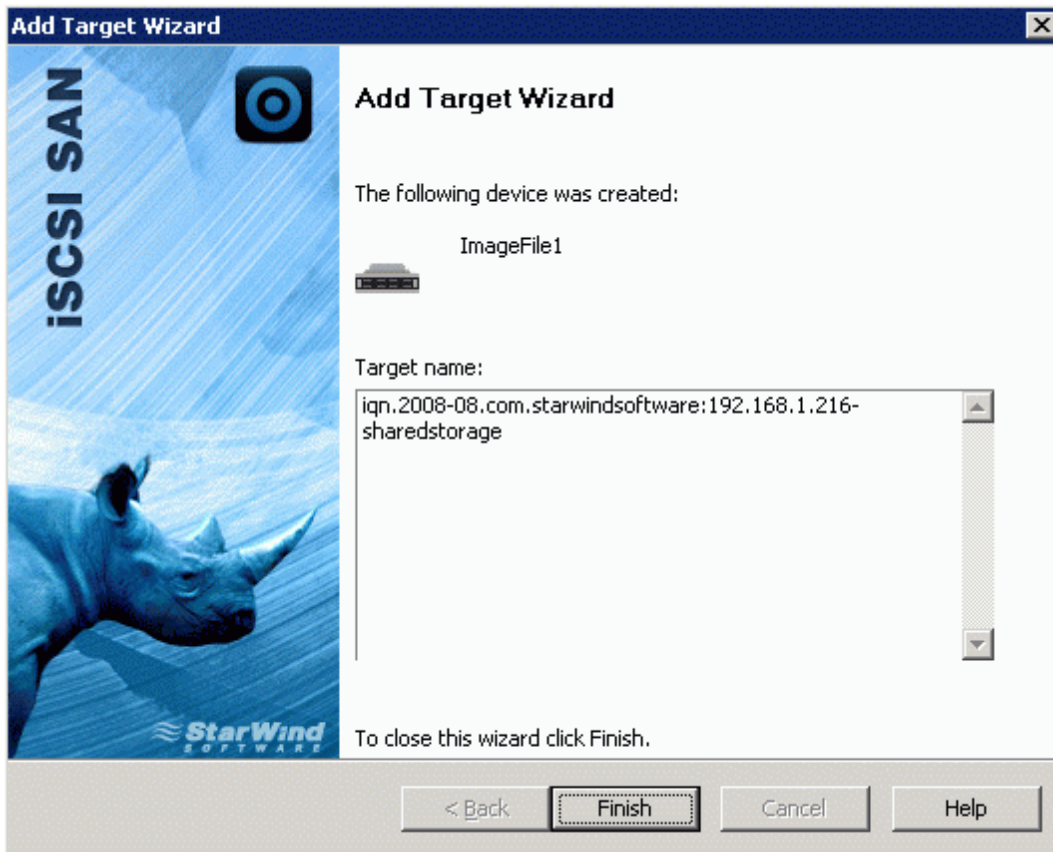 Add Target Wizard
iSCSI SAN
Add Target Wizard
The following device was created:
ImageFile1
Target name:
iqn.2008-08.com.starwindsoftware:192.168.1.216-
sharedstorage
StarWind
SOFTWARE
To close this wizard click Finish.
< Back
Finish
Cancel
Help